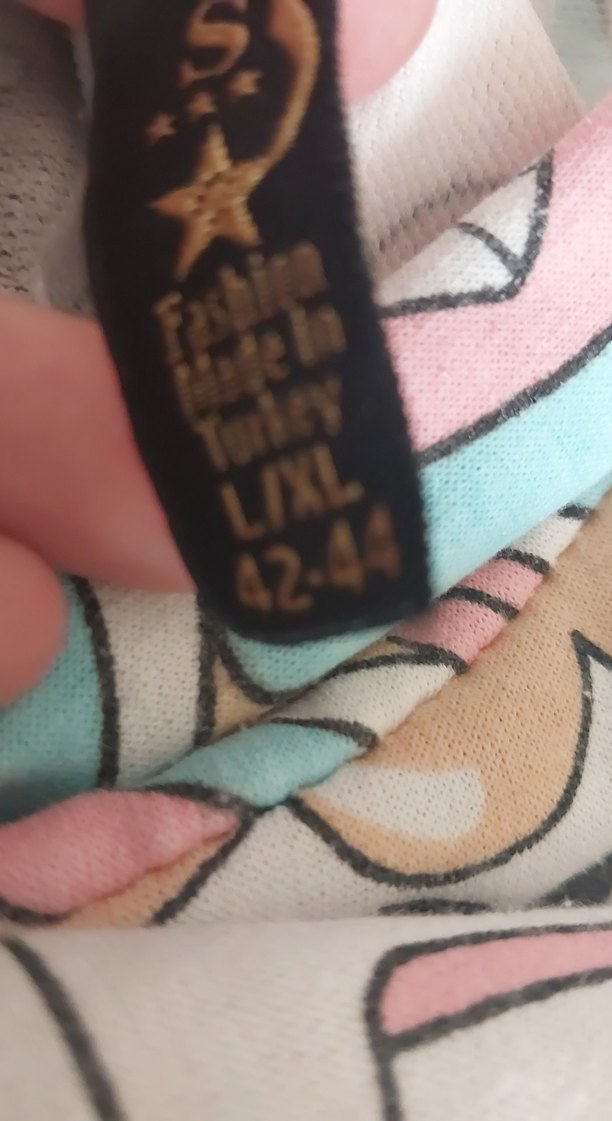 S
Fashion
Made In
Turkey
L/XL
42-44